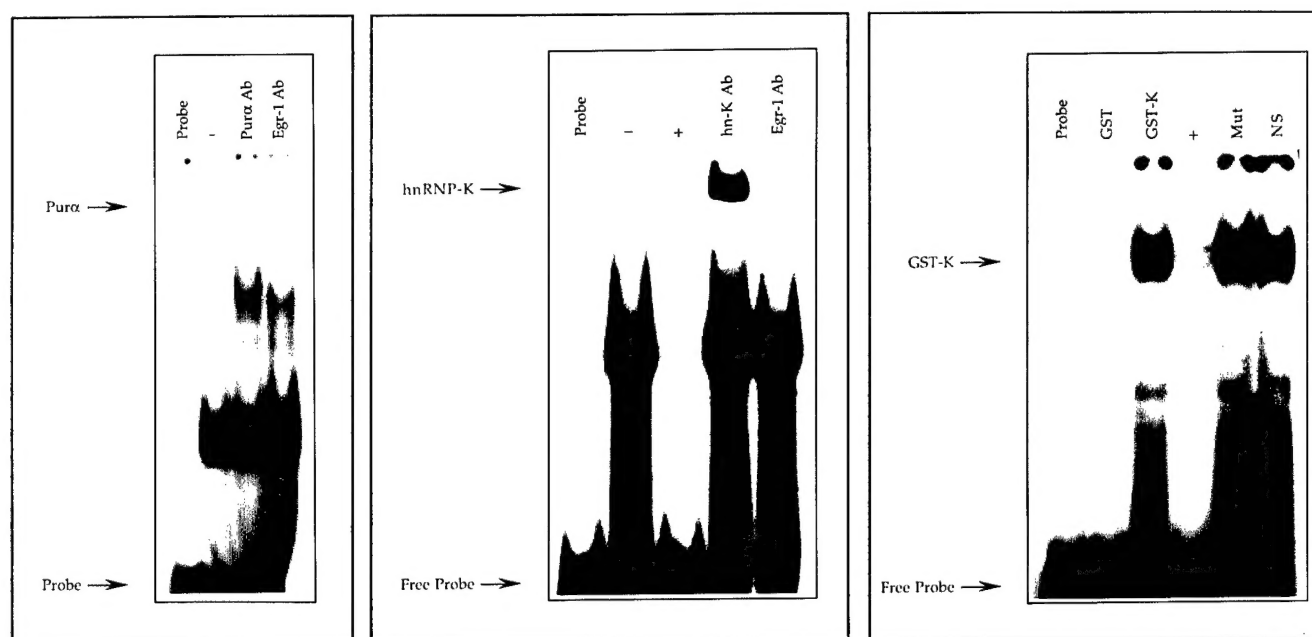 Probe
-
Purα Ab
Egr-1 Ab
Purα
Probe
Probe
-
+
hn-K Ab
Egr-1 Ab
hnRNP-K
Free Probe
Probe
GST
GST-K
+
Mut
NS
GST-K
Free Probe